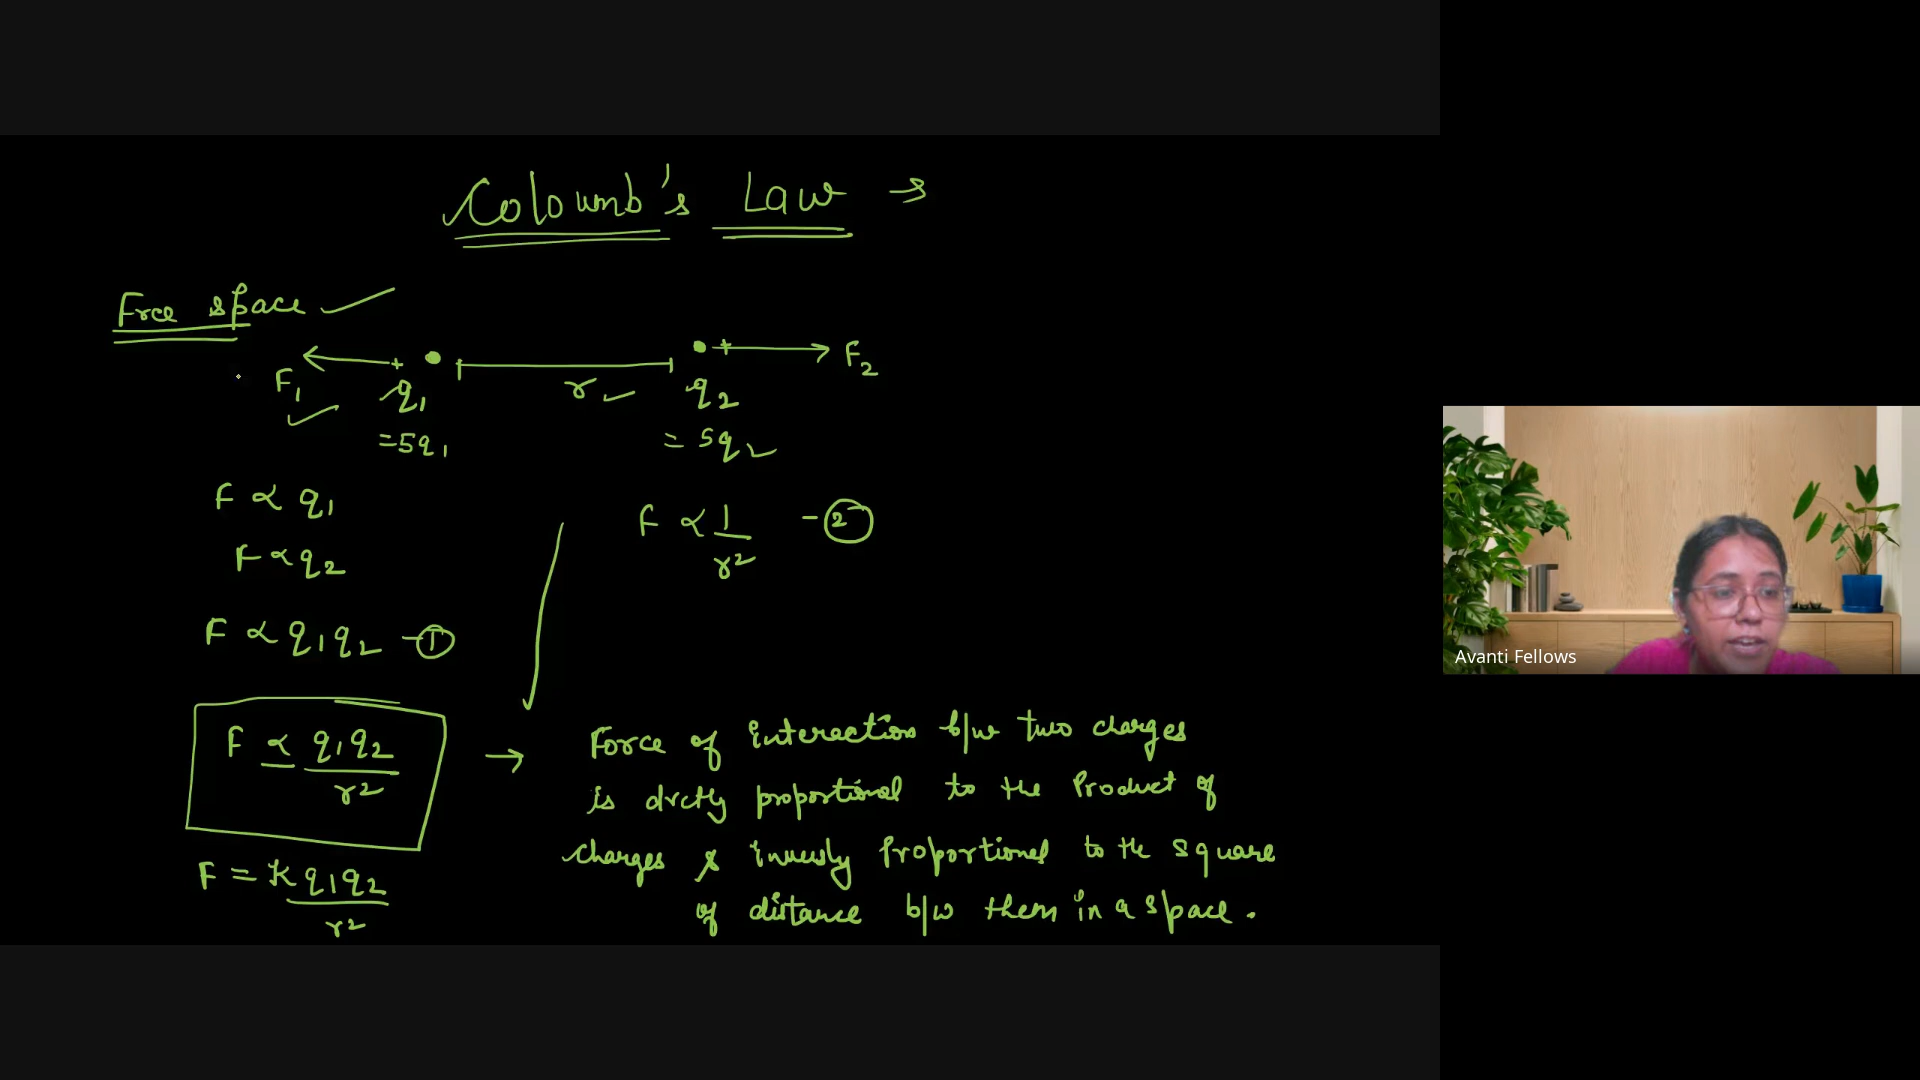 Coloumb's Law →
Free space
F₁ + q₁ r + q₂ F₂
= 5q₁ = 5q₂
F ∝ q₁
F ∝ q₂
F ∝ q₁q₂ - ①
F ∝ 1/r² - ②
F ∝ q₁q₂/r² → Force of interaction b/w two charges
is drctly proportional to the Product of
charges & inversly proportional to the square
of distance b/w them in a space.
F = K q₁q₂/r²
Avanti Fellows